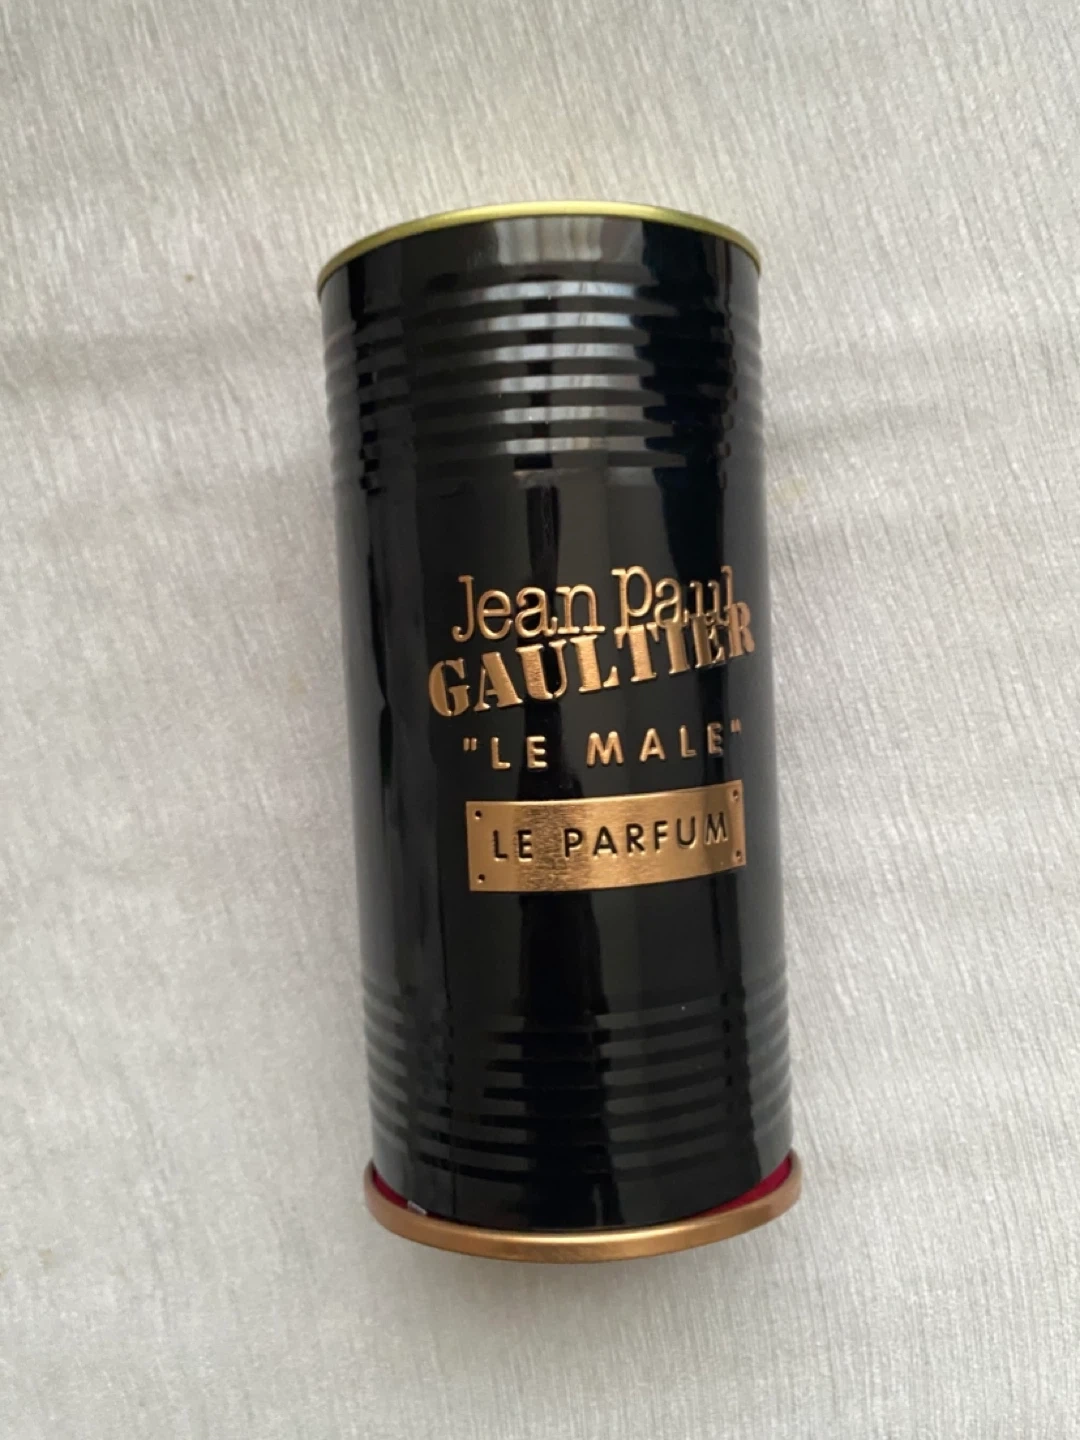 Jean Paul
GAULTIER
"LE MALE"
LE PARFUM